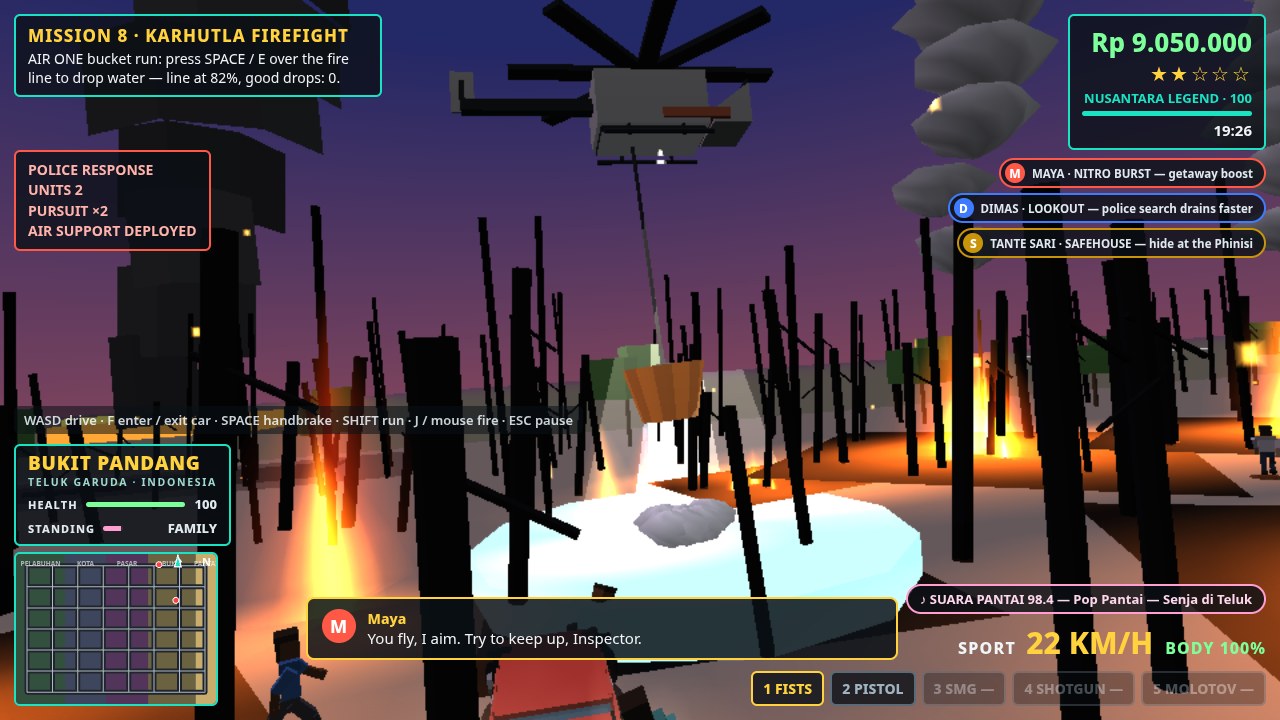 MISSION 8 · KARHUTLA FIREFIGHT
AIR ONE bucket run: press SPACE / E over the fire
line to drop water — line at 82%, good drops: 0.
Rp 9.050.000
★★☆☆☆
NUSANTARA LEGEND · 100
19:26
POLICE RESPONSE
UNITS 2
PURSUIT ×2
AIR SUPPORT DEPLOYED
M MAYA · NITRO BURST — getaway boost
D DIMAS · LOOKOUT — police search drains faster
S TANTE SARI · SAFEHOUSE — hide at the Phinisi
WASD drive · F enter / exit car · SPACE handbrake · SHIFT run · J / mouse fire · ESC pause
BUKIT PANDANG
TELUK GARUDA · INDONESIA
HEALTH 100
STANDING FAMILY
PELABUHAN KOTA PASAR N
M Maya
You fly, I aim. Try to keep up, Inspector.
♪ SUARA PANTAI 98.4 — Pop Pantai — Senja di Teluk
SPORT 22 KM/H BODY 100%
1 FISTS 2 PISTOL 3 SMG — 4 SHOTGUN — 5 MOLOTOV —